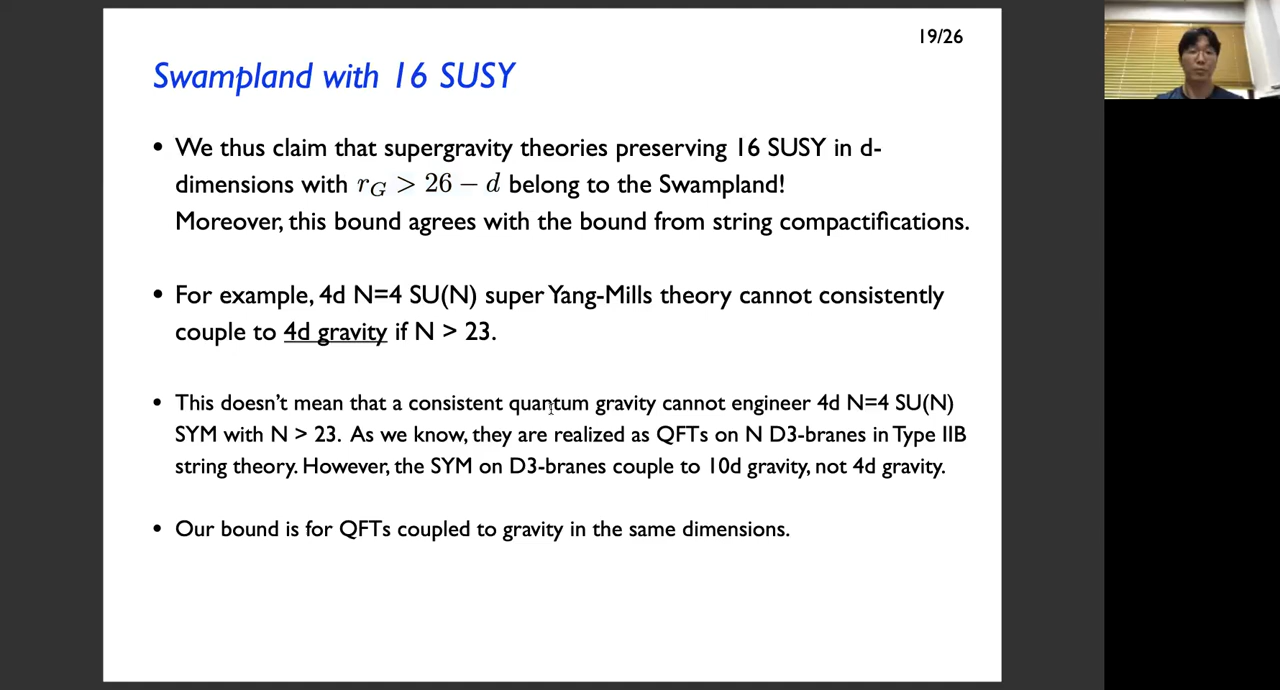 19/26
Swampland with 16 SUSY
• We thus claim that supergravity theories preserving 16 SUSY in d-
dimensions with r_G > 26 − d belong to the Swampland!
Moreover, this bound agrees with the bound from string compactifications.
• For example, 4d N=4 SU(N) super Yang-Mills theory cannot consistently
couple to 4d gravity if N > 23.
• This doesn't mean that a consistent quantum gravity cannot engineer 4d N=4 SU(N)
SYM with N > 23. As we know, they are realized as QFTs on N D3-branes in Type IIB
string theory. However, the SYM on D3-branes couple to 10d gravity, not 4d gravity.
• Our bound is for QFTs coupled to gravity in the same dimensions.